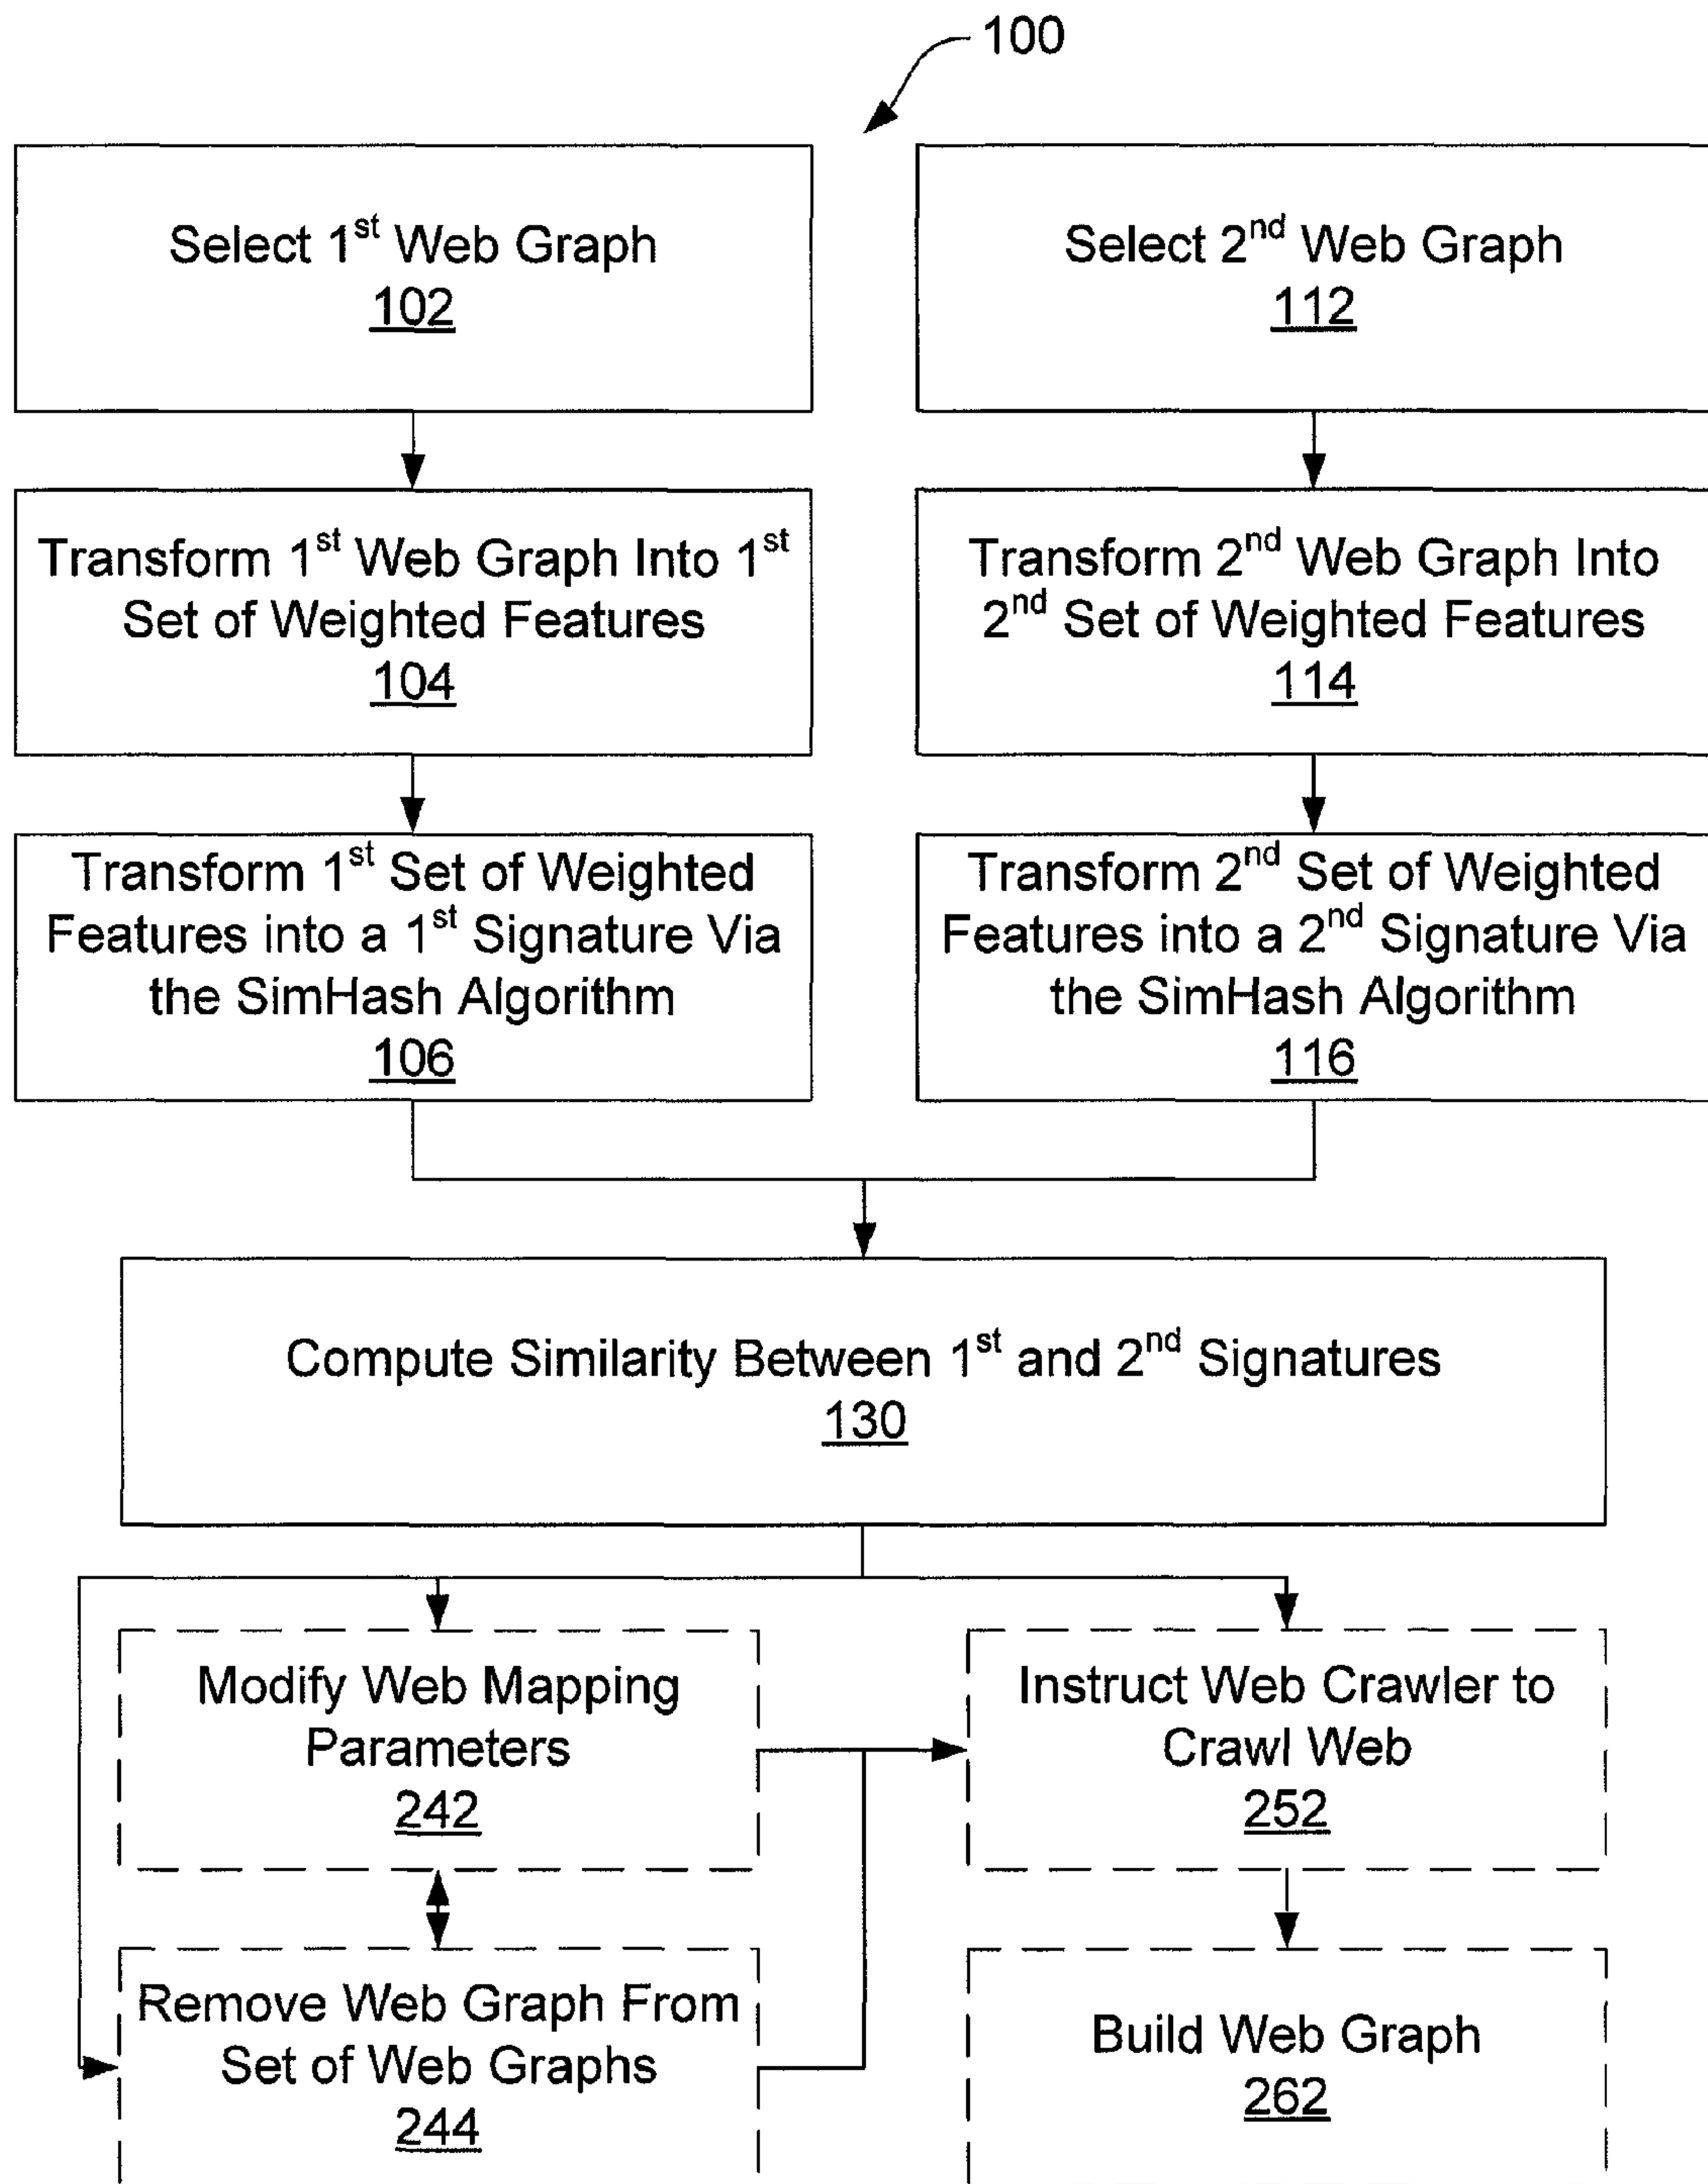 100
Select 1st Web Graph
102
Select 2nd Web Graph
112
Transform 1st Web Graph Into 1st
Set of Weighted Features
104
Transform 2nd Web Graph Into
2nd Set of Weighted Features
114
Transform 1st Set of Weighted
Features into a 1st Signature Via
the SimHash Algorithm
106
Transform 2nd Set of Weighted
Features into a 2nd Signature Via
the SimHash Algorithm
116
Compute Similarity Between 1st and 2nd Signatures
130
Modify Web Mapping
Parameters
242
Instruct Web Crawler to
Crawl Web
252
Remove Web Graph From
Set of Web Graphs
244
Build Web Graph
262